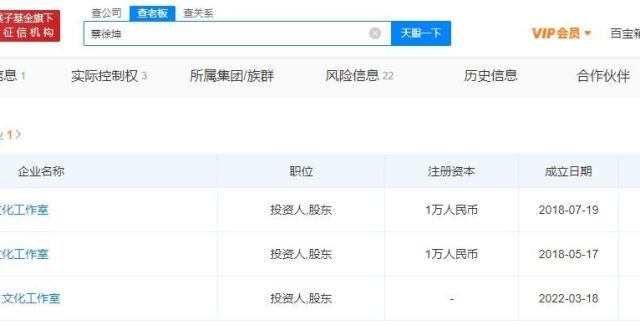 查公司 查老板 查关系
征信机构
蔡徐坤 天眼一下 VIP会员 百宝箱
信息 1 实际控制权 3 所属集团/族群 风险信息 22 历史信息 合作伙伴
1
企业名称 职位 注册资本 成立日期
文化工作室 投资人,股东 1万人民币 2018-07-19
文化工作室 投资人,股东 1万人民币 2018-05-17
文化工作室 投资人,股东 - 2022-03-18